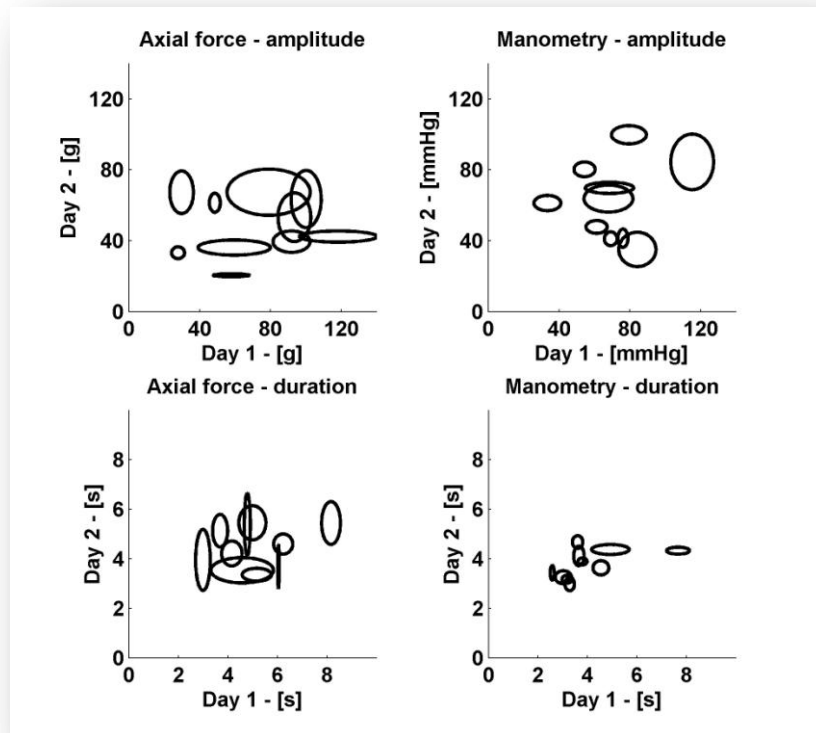 Axial force - amplitude
Manometry - amplitude
120
80
40
0
Day 2 - [g]
0 40 80 120
Day 1 - [g]
120
80
40
0
Day 2 - [mmHg]
0 40 80 120
Day 1 - [mmHg]
Axial force - duration
Manometry - duration
8
6
4
2
0
Day 2 - [s]
0 2 4 6 8
Day 1 - [s]
8
6
4
2
0
Day 2 - [s]
0 2 4 6 8
Day 1 - [s]